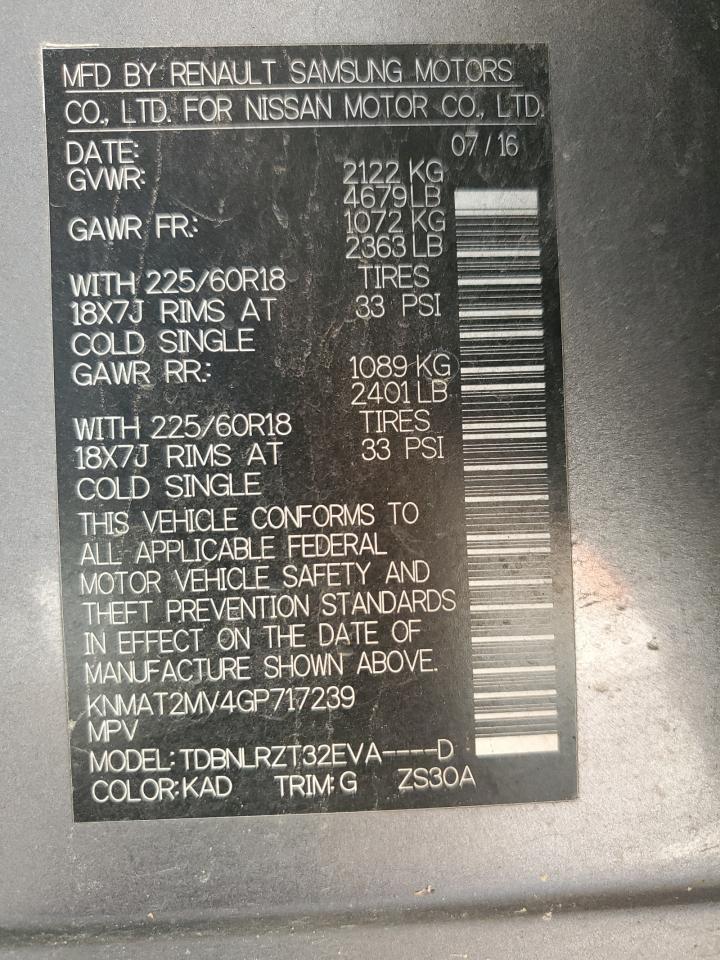 MFD BY RENAULT SAMSUNG MOTORS
CO., LTD. FOR NISSAN MOTOR CO., LTD.
DATE: 07/16
GVWR: 2122 KG
4679LB
GAWR FR.: 1072 KG
2363 LB
WITH 225/60R18 TIRES
18X7J RIMS AT 33 PSI
COLD SINGLE
GAWR RR.: 1089 KG
2401 LB
WITH 225/60R18 TIRES
18X7J RIMS AT 33 PSI
COLD SINGLE
THIS VEHICLE CONFORMS TO
ALL APPLICABLE FEDERAL
MOTOR VEHICLE SAFETY AND
THEFT PREVENTION STANDARDS
IN EFFECT ON THE DATE OF
MANUFACTURE SHOWN ABOVE.
KNMAT2MV4GP717239
MPV
MODEL: TDBNLRZT32EVA----D
COLOR: KAD TRIM: G ZS30A